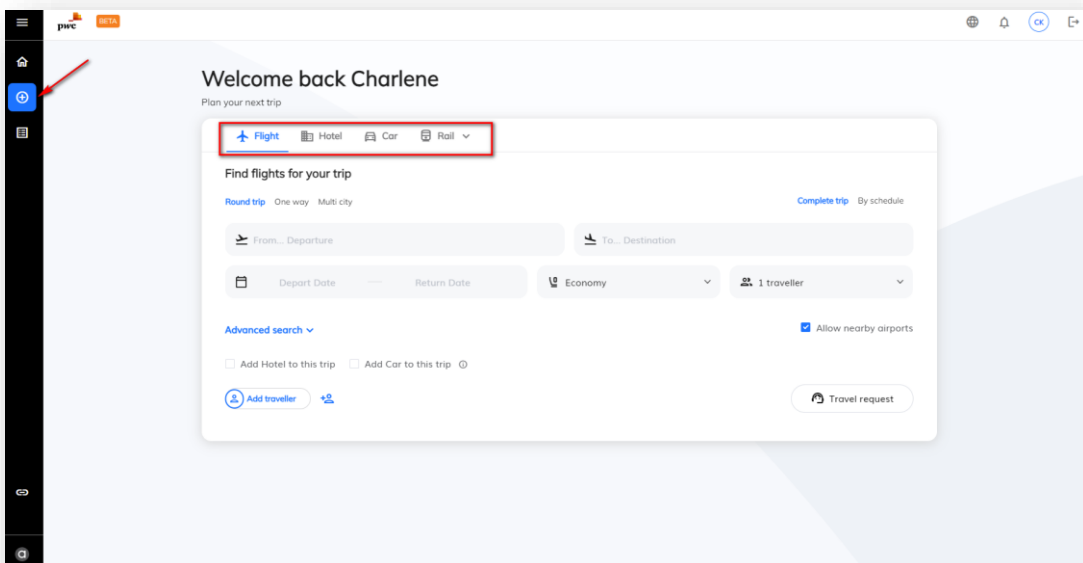 pwc BETA CK
Welcome back Charlene
Plan your next trip
Flight Hotel Car Rail
Find flights for your trip
Round trip One way Multi city Complete trip By schedule
From... Departure To... Destination
Depart Date Return Date Economy 1 traveller
Advanced search Allow nearby airports
Add Hotel to this trip Add Car to this trip
Add traveller Travel request
a